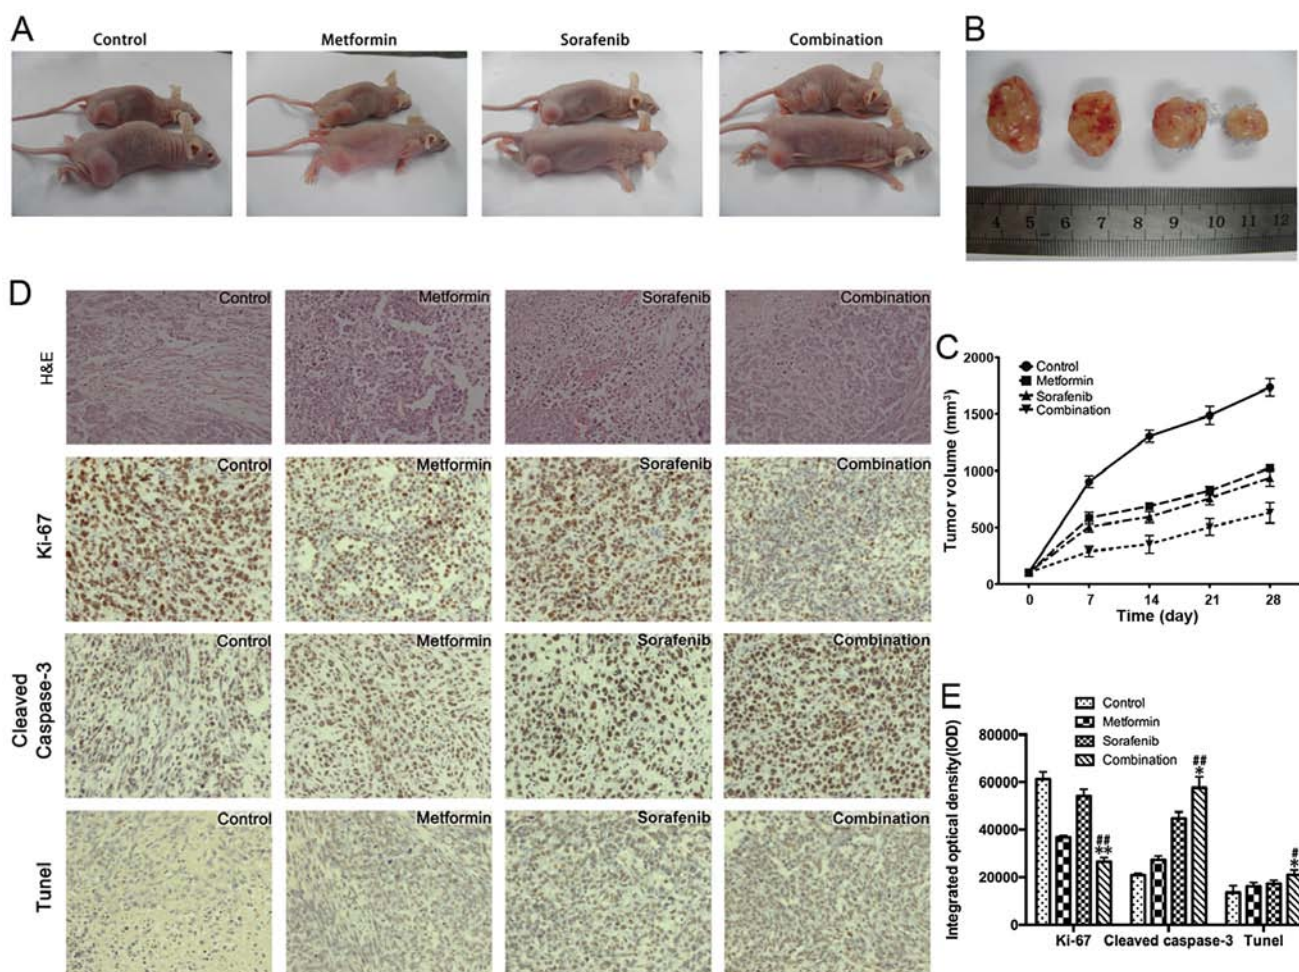 A
Control
Metformin
Sorafenib
Combination
B
4 5 6 7 8 9 10 11 12
D
H&E
Control
Metformin
Sorafenib
Combination
Ki-67
Control
Metformin
Sorafenib
Combination
Cleaved
Caspase-3
Control
Metformin
Sorafenib
Combination
Tunel
Control
Metformin
Sorafenib
Combination
C
Tumor volume (mm³)
2000
1500
1000
500
0
Control
Metformin
Sorafenib
Combination
0 7 14 21 28
Time (day)
E
Integrated optical density(IOD)
80000
60000
40000
20000
0
Control
Metformin
Sorafenib
Combination
##
**
##
*
#
*
Ki-67 Cleaved caspase-3 Tunel